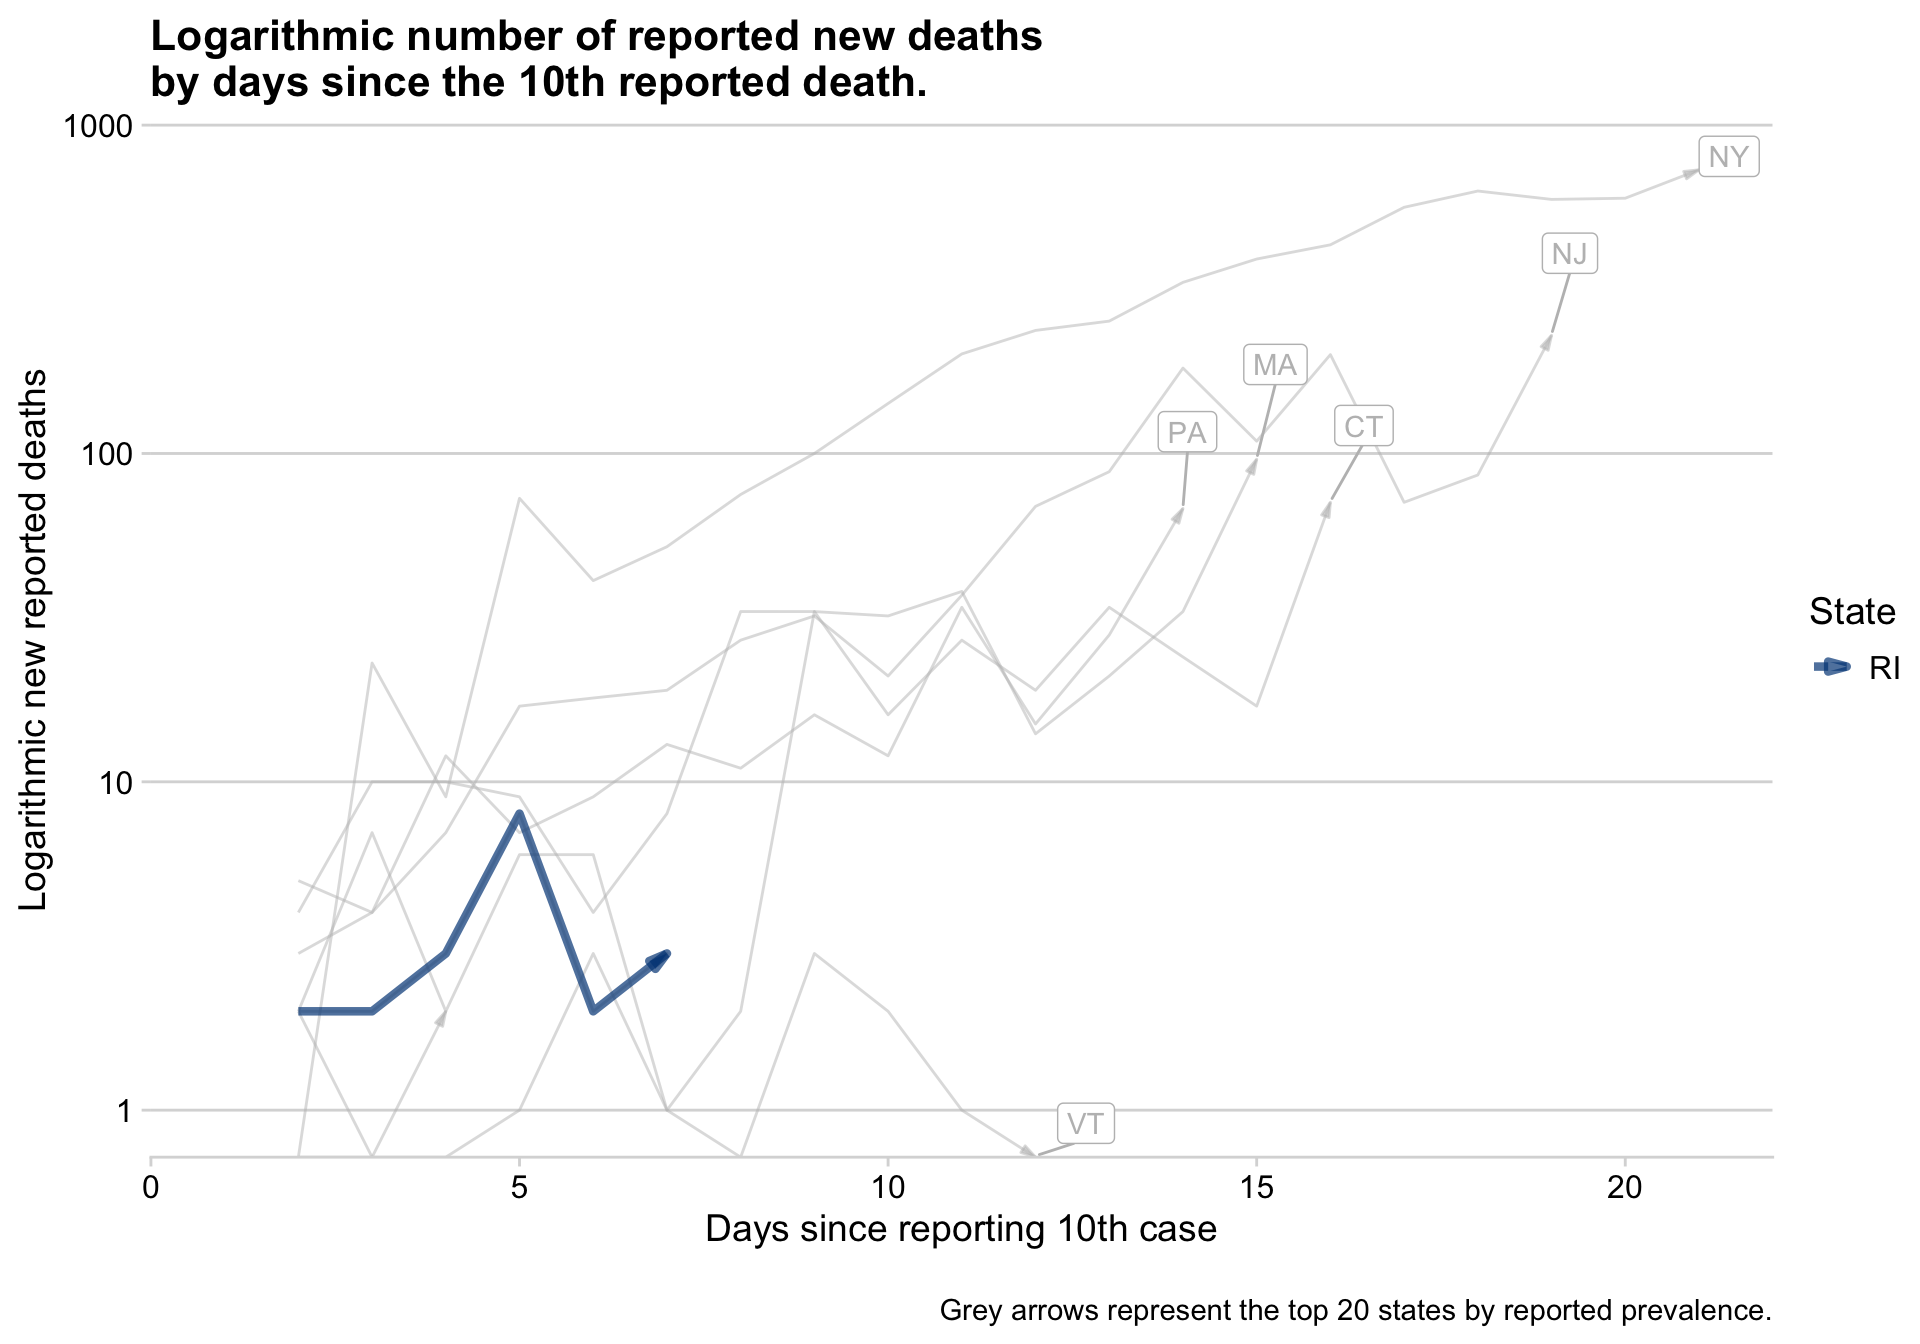 Logarithmic number of reported new deaths
by days since the 10th reported death.
Logarithmic new reported deaths
1000
100
10
1
NY
NJ
MA
PA
CT
VT
State
RI
0
5
10
15
20
Days since reporting 10th case
Grey arrows represent the top 20 states by reported prevalence.